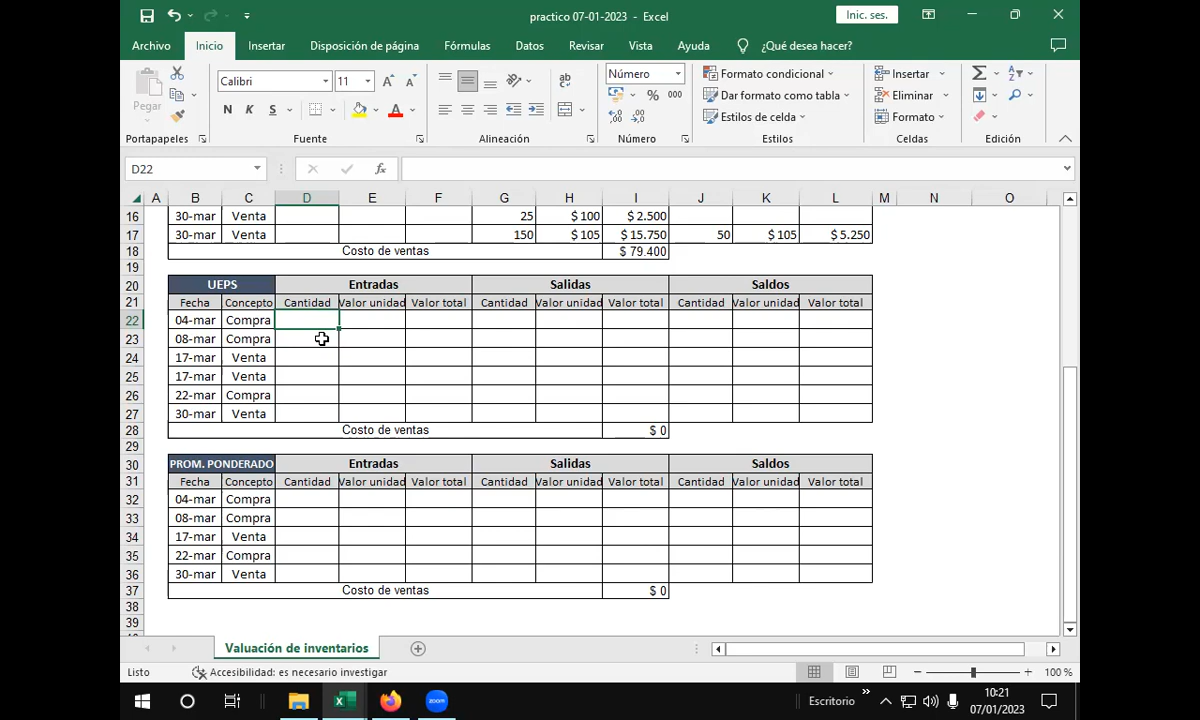 practico 07-01-2023 - Excel Inic. ses.
Archivo Inicio Insertar Disposición de página Fórmulas Datos Revisar Vista Ayuda ¿Qué desea hacer?
Pegar Calibri 11 Número Formato condicional Insertar
N K S % 000 Dar formato como tabla Eliminar
Estilos de celda Formato
Portapapeles Fuente Alineación Número Estilos Celdas Edición
D22 fx
A B C D E F G H I J K L M N O
16 30-mar Venta 25 $ 100 $ 2.500
17 30-mar Venta 150 $ 105 $ 15.750 50 $ 105 $ 5.250
18 Costo de ventas $ 79.400
19
20 UEPS Entradas Salidas Saldos
21 Fecha Concepto Cantidad Valor unidad Valor total Cantidad Valor unidad Valor total Cantidad Valor unidad Valor total
22 04-mar Compra
23 08-mar Compra
24 17-mar Venta
25 17-mar Venta
26 22-mar Compra
27 30-mar Venta
28 Costo de ventas $ 0
29
30 PROM. PONDERADO Entradas Salidas Saldos
31 Fecha Concepto Cantidad Valor unidad Valor total Cantidad Valor unidad Valor total Cantidad Valor unidad Valor total
32 04-mar Compra
33 08-mar Compra
34 17-mar Venta
35 22-mar Compra
36 30-mar Venta
37 Costo de ventas $ 0
38
39
Valuación de inventarios
Listo Accesibilidad: es necesario investigar 100 %
zoom Escritorio 10:21
07/01/2023